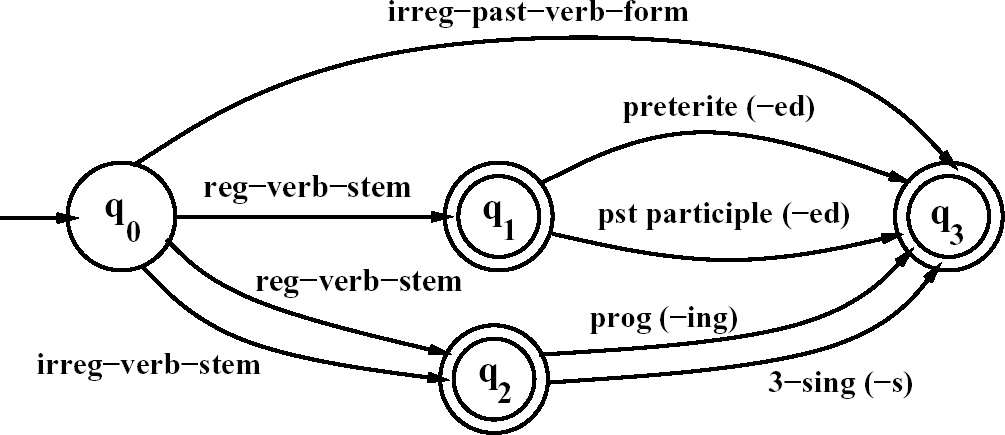 irreg−past−verb−form
preterite (−ed)
reg−verb−stem
q0
q1
pst participle (−ed)
q3
reg−verb−stem
prog (−ing)
irreg−verb−stem
q2
3−sing (−s)